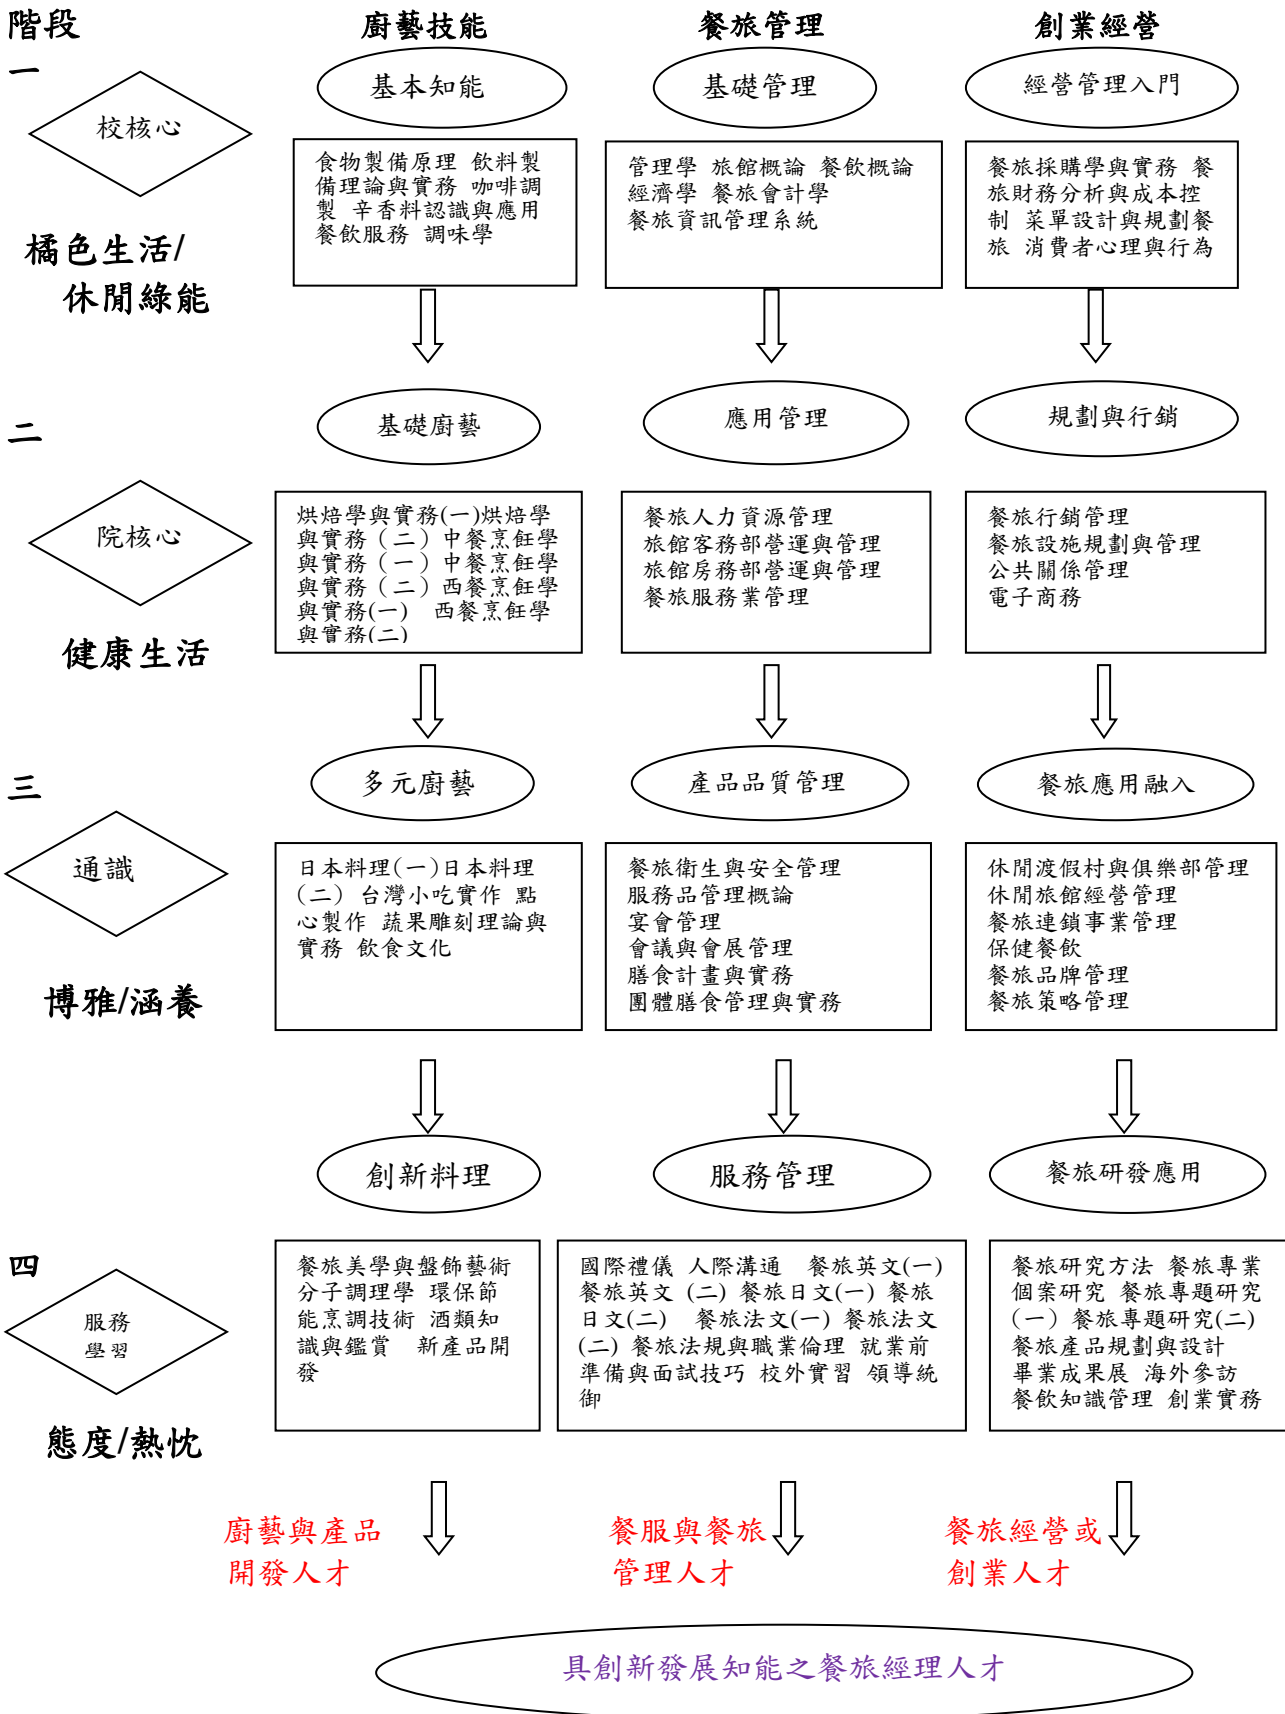 階段
廚藝技能
餐旅管理
創業經營
一
校核心
基本知能
基礎管理
經營管理入門
食物製備原理 飲料製
備理論與實務 咖啡調
製 辛香料認識與應用
餐飲服務 調味學
管理學 旅館概論 餐飲概論
經濟學 餐旅會計學
餐旅資訊管理系統
餐旅採購學與實務 餐
旅財務分析與成本控
制 菜單設計與規劃餐
旅 消費者心理與行為
橘色生活/
休閒綠能
二
院核心
基礎廚藝
應用管理
規劃與行銷
烘焙學與實務(一)烘焙學
與實務（二）中餐烹飪學
與實務（一）中餐烹飪學
與實務（二）西餐烹飪學
與實務(一) 西餐烹飪學
與實務(二)
餐旅人力資源管理
旅館客務部營運與管理
旅館房務部營運與管理
餐旅服務業管理
餐旅行銷管理
餐旅設施規劃與管理
公共關係管理
電子商務
健康生活
三
通識
多元廚藝
產品品質管理
餐旅應用融入
日本料理(一)日本料理
(二) 台灣小吃實作 點
心製作 蔬果雕刻理論與
實務 飲食文化
餐旅衛生與安全管理
服務品管理概論
宴會管理
會議與會展管理
膳食計畫與實務
團體膳食管理與實務
休閒渡假村與俱樂部管理
休閒旅館經營管理
餐旅連鎖事業管理
保健餐飲
餐旅品牌管理
餐旅策略管理
博雅/涵養
創新料理
服務管理
餐旅研發應用
四
服務
學習
餐旅美學與盤飾藝術
分子調理學 環保節
能烹調技術 酒類知
識與鑑賞 新產品開
發
國際禮儀 人際溝通 餐旅英文(一)
餐旅英文 (二) 餐旅日文(一) 餐旅
日文(二) 餐旅法文(一) 餐旅法文
(二) 餐旅法規與職業倫理 就業前
準備與面試技巧 校外實習 領導統
御
餐旅研究方法 餐旅專業
個案研究 餐旅專題研究
(一) 餐旅專題研究(二)
餐旅產品規劃與設計
畢業成果展 海外參訪
餐飲知識管理 創業實務
態度/熱忱
廚藝與產品
開發人才
餐服與餐旅
管理人才
餐旅經營或
創業人才
具創新發展知能之餐旅經理人才